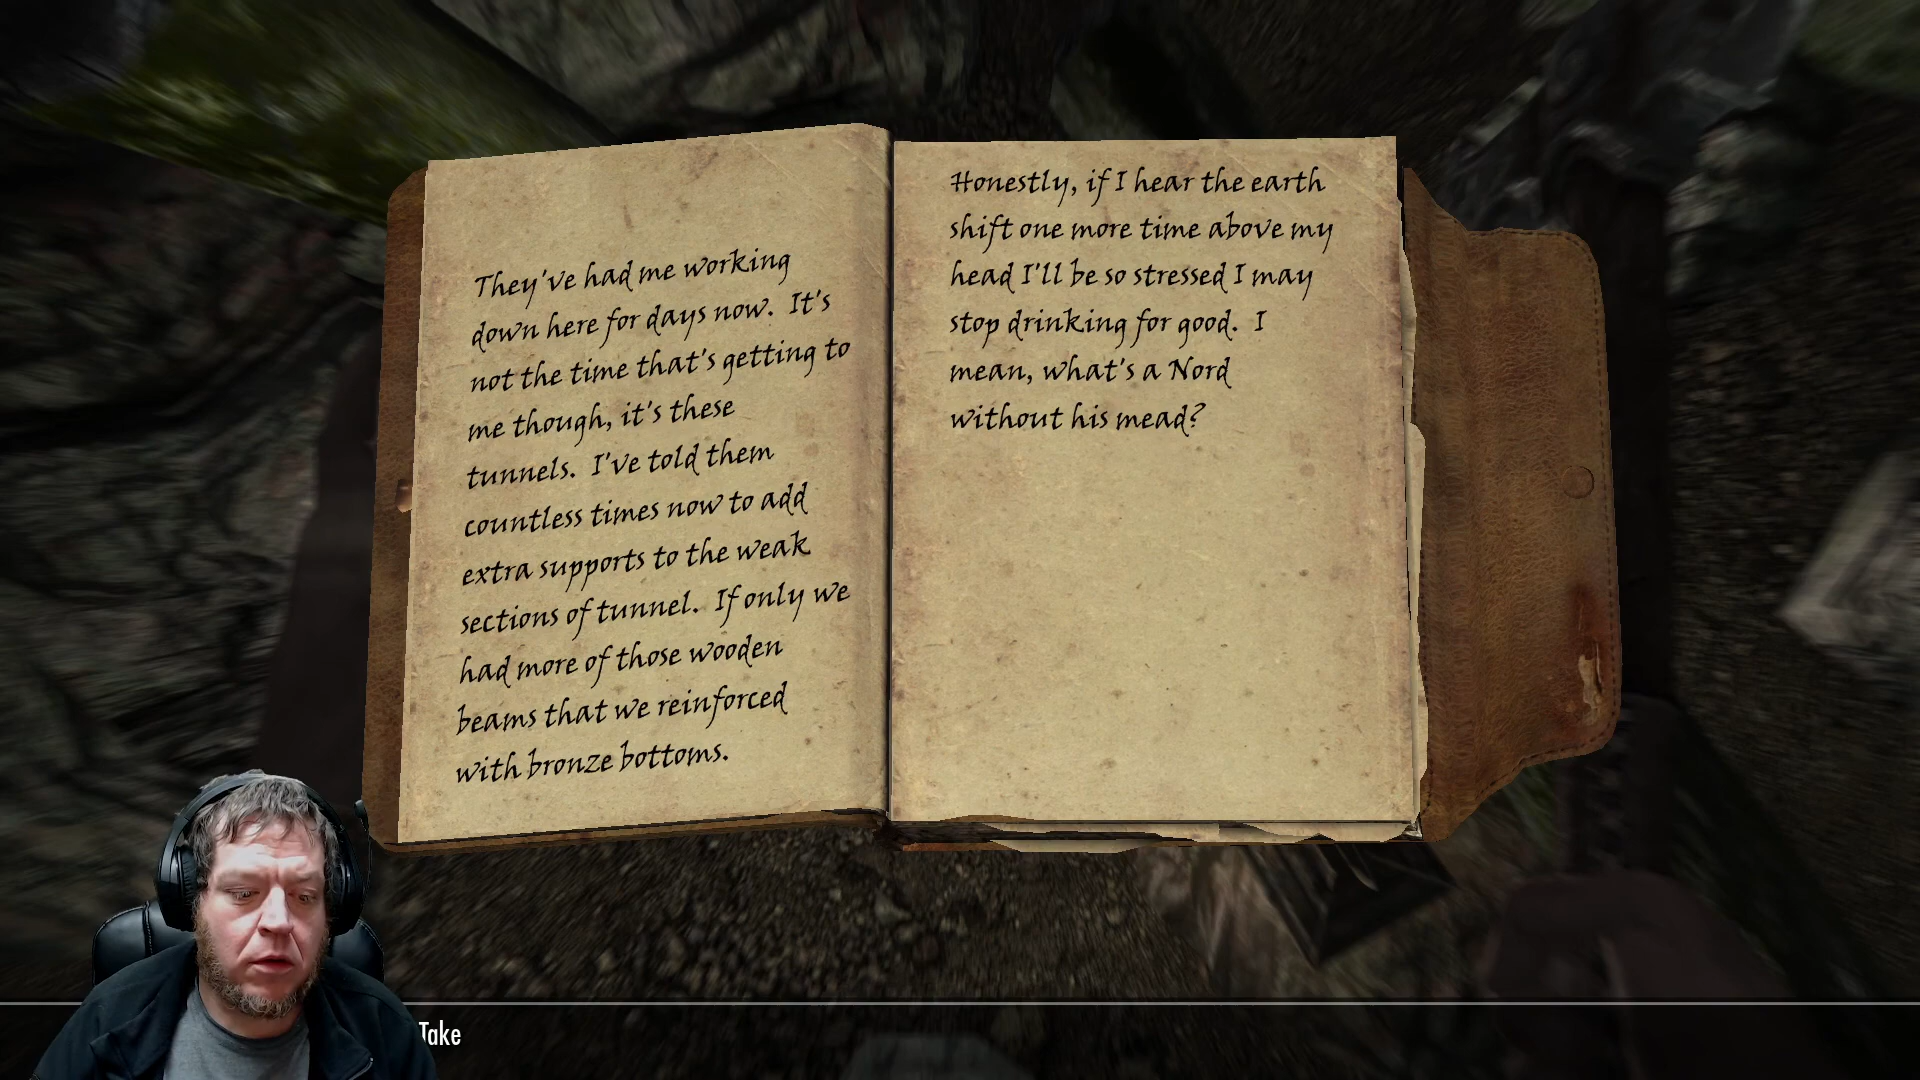 They've had me working
down here for days now.  It's
not the time that's getting to
me though, it's these
tunnels.  I've told them
countless times now to add
extra supports to the weak
sections of tunnel.  If only we
had more of those wooden
beams that we reinforced
with bronze bottoms.
Honestly, if I hear the earth
shift one more time above my
head I'll be so stressed I may
stop drinking for good.  I
mean, what's a Nord
without his mead?
Take